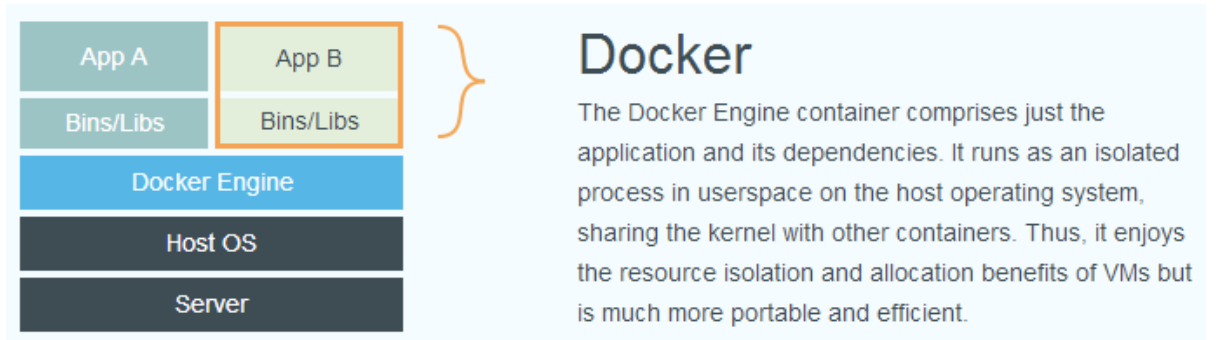 App A
App B
Bins/Libs
Bins/Libs
Docker Engine
Host OS
Server
Docker
The Docker Engine container comprises just the
application and its dependencies. It runs as an isolated
process in userspace on the host operating system,
sharing the kernel with other containers. Thus, it enjoys
the resource isolation and allocation benefits of VMs but
is much more portable and efficient.